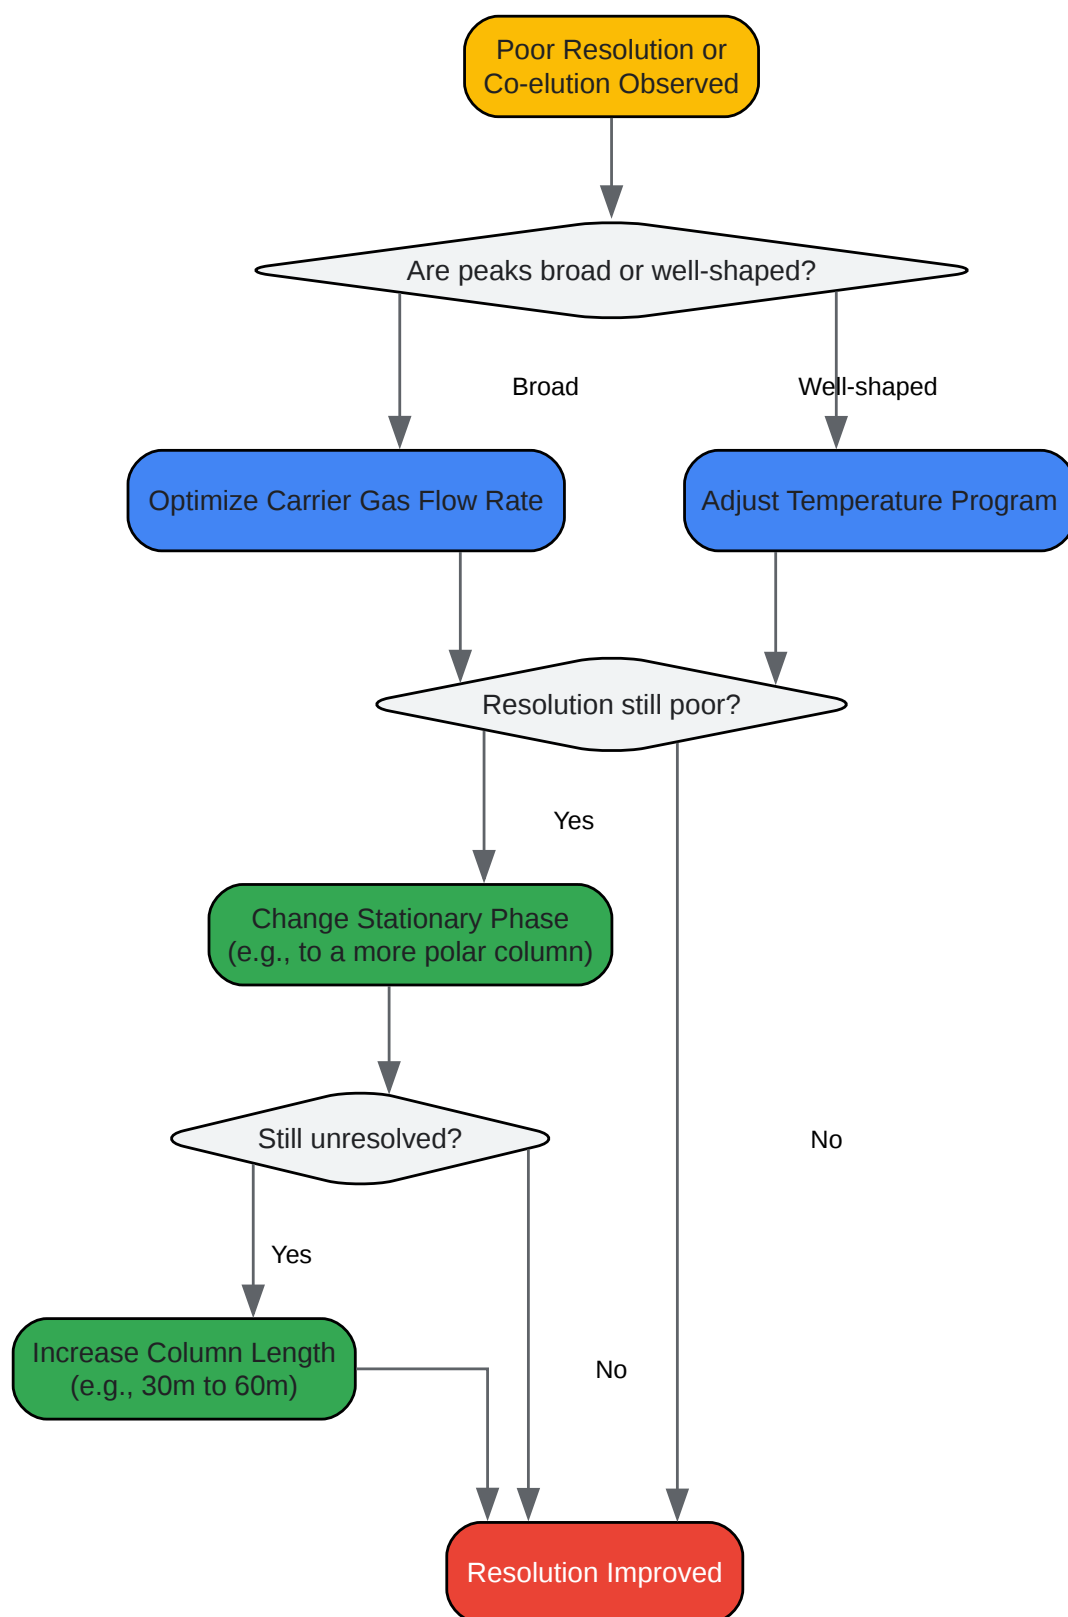 Poor Resolution or
Co-elution Observed
Are peaks broad or well-shaped?
Broad
Well-shaped
Optimize Carrier Gas Flow Rate
Adjust Temperature Program
Resolution still poor?
Yes
Change Stationary Phase
(e.g., to a more polar column)
Still unresolved?
No
Yes
Increase Column Length
(e.g., 30m to 60m)
No
Resolution Improved